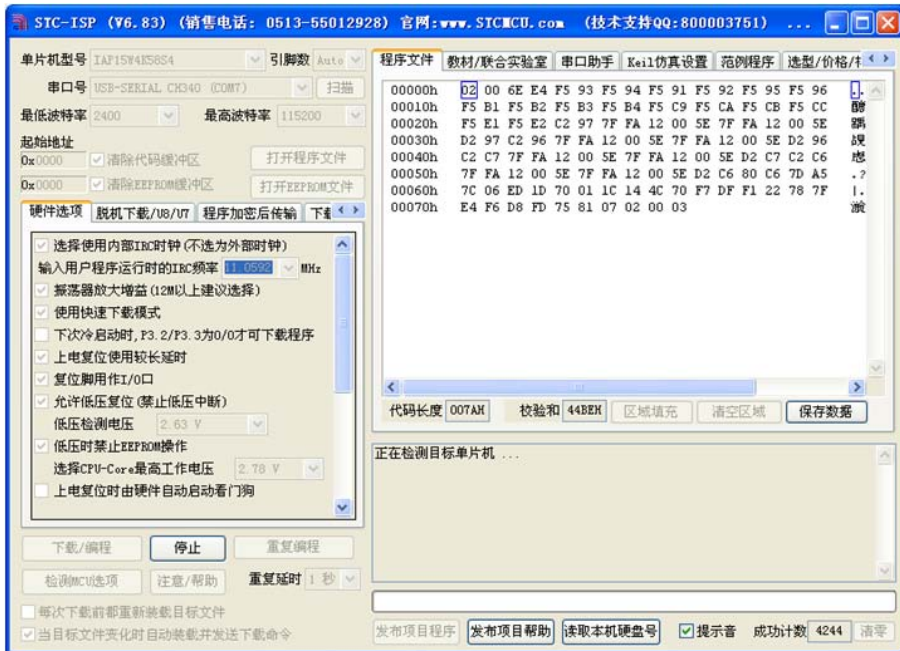 STC-ISP (V6.83) (销售电话: 0513-55012928) 官网:www.STCMCU.com (技术支持QQ:800003751) ...
单片机型号 IAP15W4K58S4 引脚数 Auto
串口号 USB-SERIAL CH340 (COM7) 扫描
最低波特率 2400 最高波特率 115200
起始地址
0x0000 清除代码缓冲区 打开程序文件
0x0000 清除EEPROM缓冲区 打开EEPROM文件
硬件选项 脱机下载/U8/U7 程序加密后传输
选择使用内部IRC时钟(不选为外部时钟)
输入用户程序运行时的IRC频率 11.0592 MHz
振荡器放大增益(12M以上建议选择)
使用快速下载模式
下次冷启动时,P3.2/P3.3为0/0才可下载程序
上电复位使用较长延时
复位脚用作I/O口
允许低压复位(禁止低压中断)
低压检测电压 2.63 V
低压时禁止EEPROM操作
选择CPU-Core最高工作电压 2.78 V
上电复位时由硬件自动启动看门狗
下载/编程 停止 重复编程
检测MCU选项 注意/帮助 重复延时 1 秒
每次下载前都重新装载目标文件
当目标文件变化时自动装载并发送下载命令
程序文件 教材/联合实验室 串口助手 Keil仿真设置 范例程序 选型/价格/
00000h 02 00 6E E4 F5 93 F5 94 F5 91 F5 92 F5 95 F5 96 ..
00010h F5 B1 F5 B2 F5 B3 F5 B4 F5 C9 F5 CA F5 CB F5 CC
00020h F5 E1 F5 E2 C2 97 7F FA 12 00 5E 7F FA 12 00 5E
00030h D2 97 C2 96 7F FA 12 00 5E 7F FA 12 00 5E D2 96
00040h C2 C7 7F FA 12 00 5E 7F FA 12 00 5E D2 C7 C2 C6
00050h 7F FA 12 00 5E 7F FA 12 00 5E D2 C6 80 C6 7D A5 .?
00060h 7C 06 ED 1D 70 01 1C 14 4C 70 F7 DF F1 22 78 7F |.
00070h E4 F6 D8 FD 75 81 07 02 00 03
代码长度 007AH 校验和 44BEH 区域填充 清空区域 保存数据
正在检测目标单片机 ...
发布项目程序 发布项目帮助 读取本机硬盘号 提示音 成功计数 4244 清零